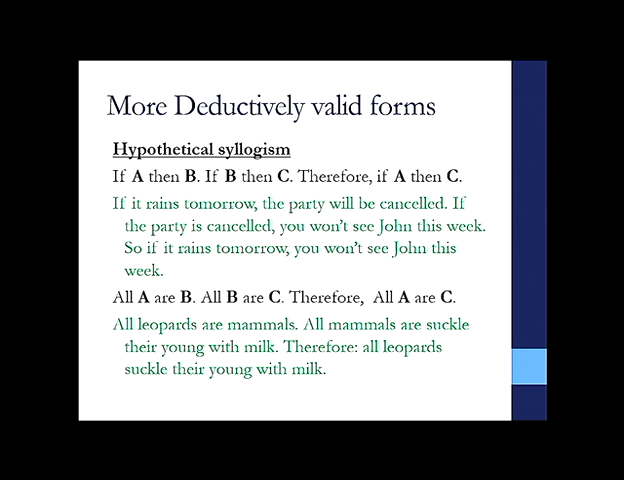 More Deductively valid forms
Hypothetical syllogism
If A then B. If B then C. Therefore, if A then C.
If it rains tomorrow, the party will be cancelled. If
the party is cancelled, you won't see John this week.
So if it rains tomorrow, you won't see John this
week.
All A are B. All B are C. Therefore, All A are C.
All leopards are mammals. All mammals are suckle
their young with milk. Therefore: all leopards
suckle their young with milk.